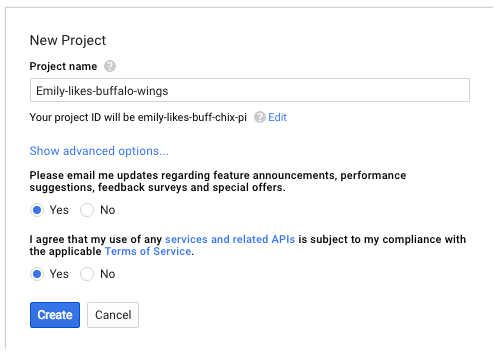 New Project
Project name ?
Emily-likes-buffalo-wings
Your project ID will be emily-likes-buff-chix-pi ? Edit
Show advanced options...
Please email me updates regarding feature announcements, performance
suggestions, feedback surveys and special offers.
Yes No
I agree that my use of any services and related APIs is subject to my compliance with
the applicable Terms of Service.
Yes No
Create Cancel